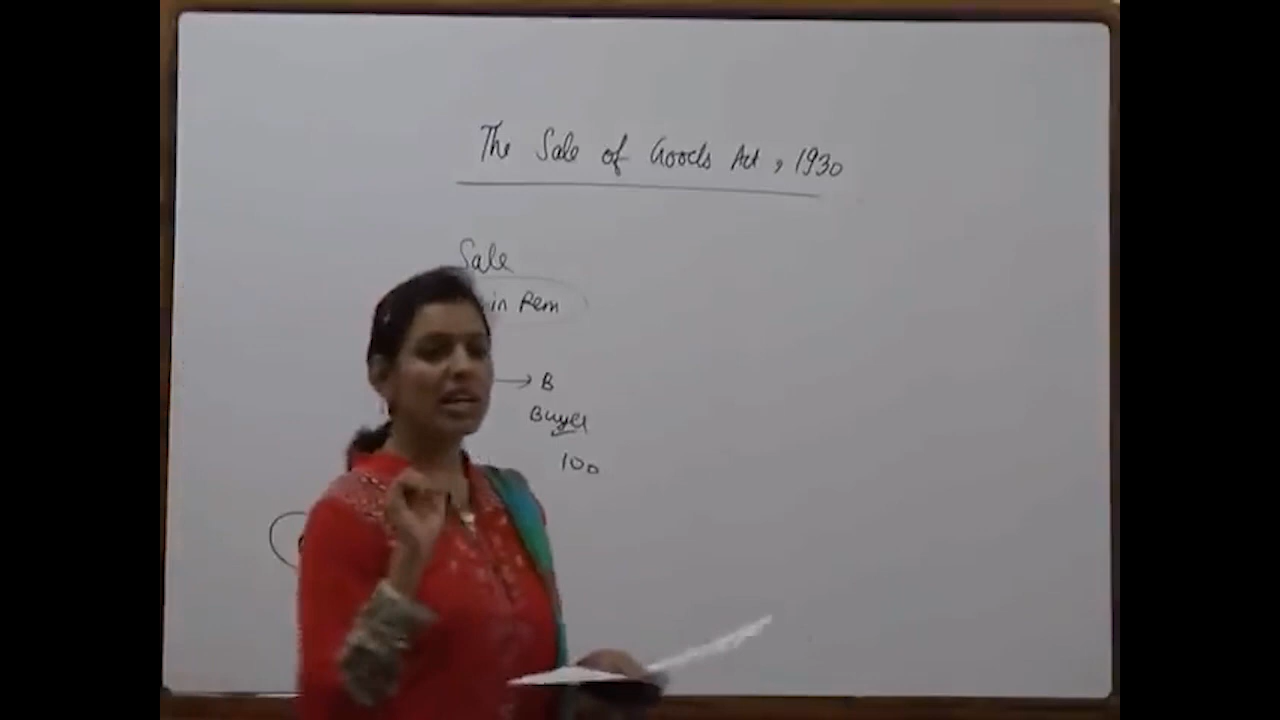 The Sale of Goods Act, 1930
Sale
in Rem
→ B
Buyer
100